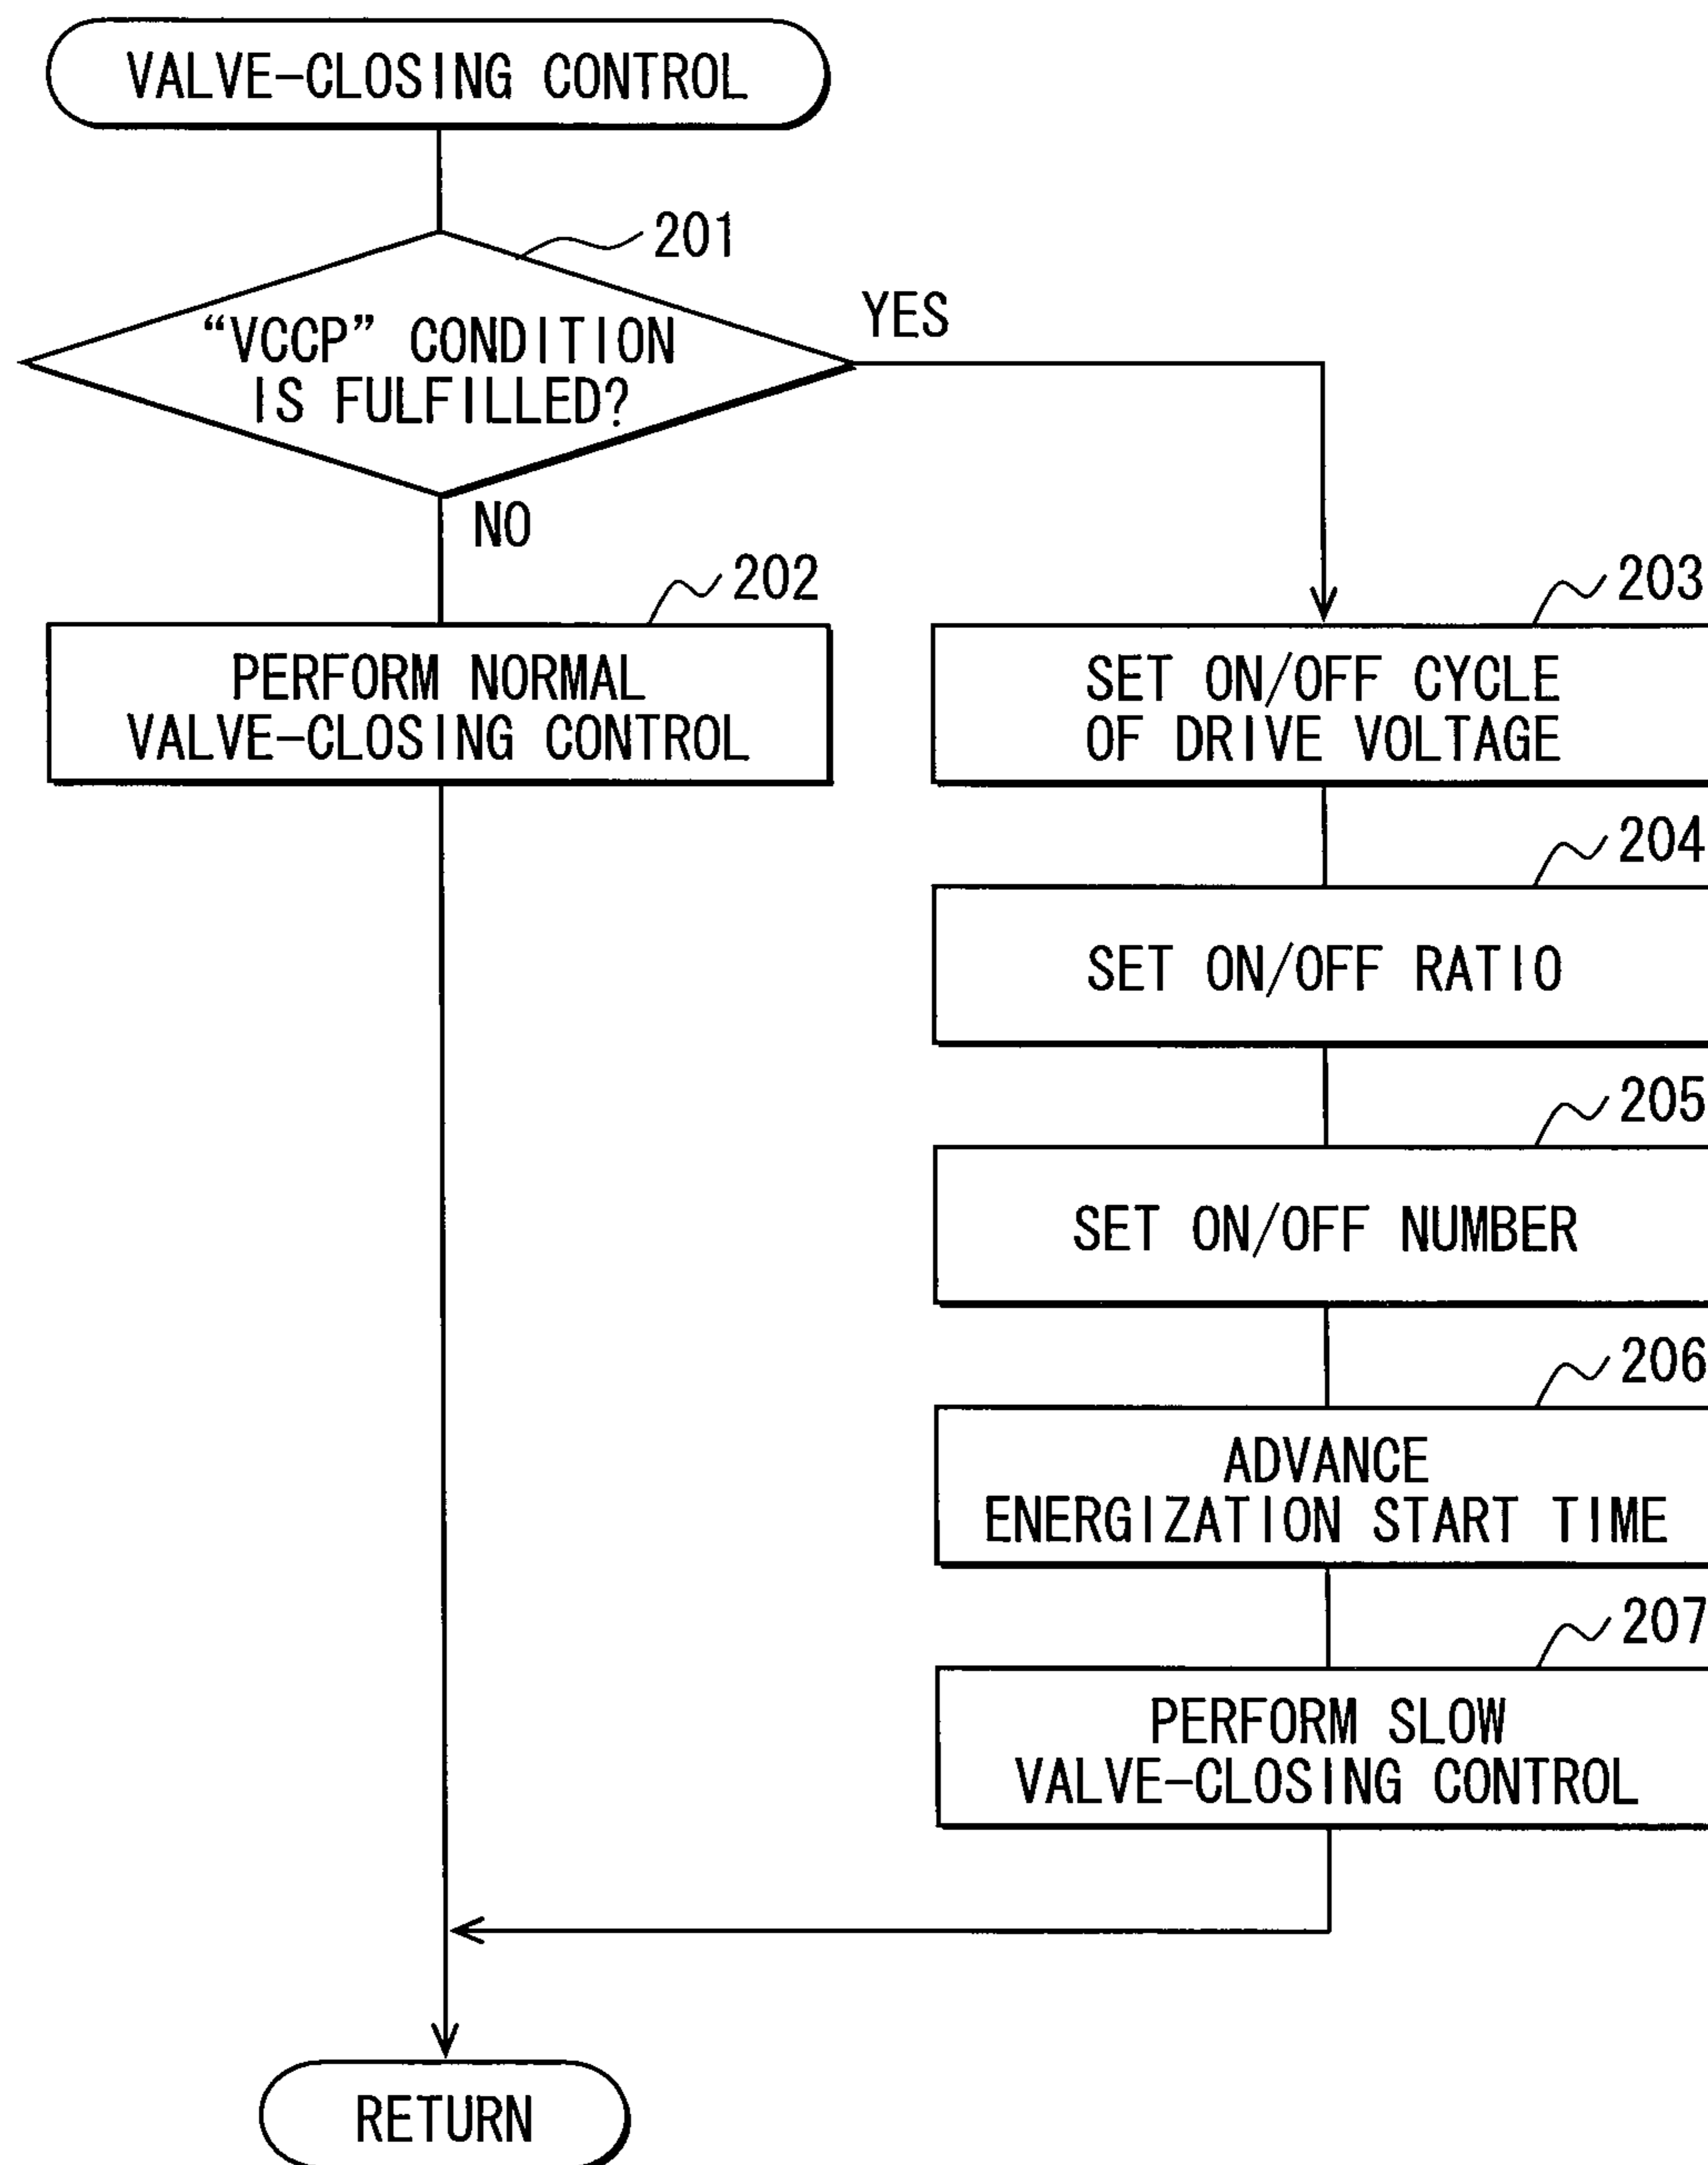 VALVE-CLOSING CONTROL
201
“VCCP” CONDITION
IS FULFILLED?
YES
NO
202
PERFORM NORMAL
VALVE-CLOSING CONTROL
203
SET ON/OFF CYCLE
OF DRIVE VOLTAGE
204
SET ON/OFF RATIO
205
SET ON/OFF NUMBER
206
ADVANCE
ENERGIZATION START TIME
207
PERFORM SLOW
VALVE-CLOSING CONTROL
RETURN